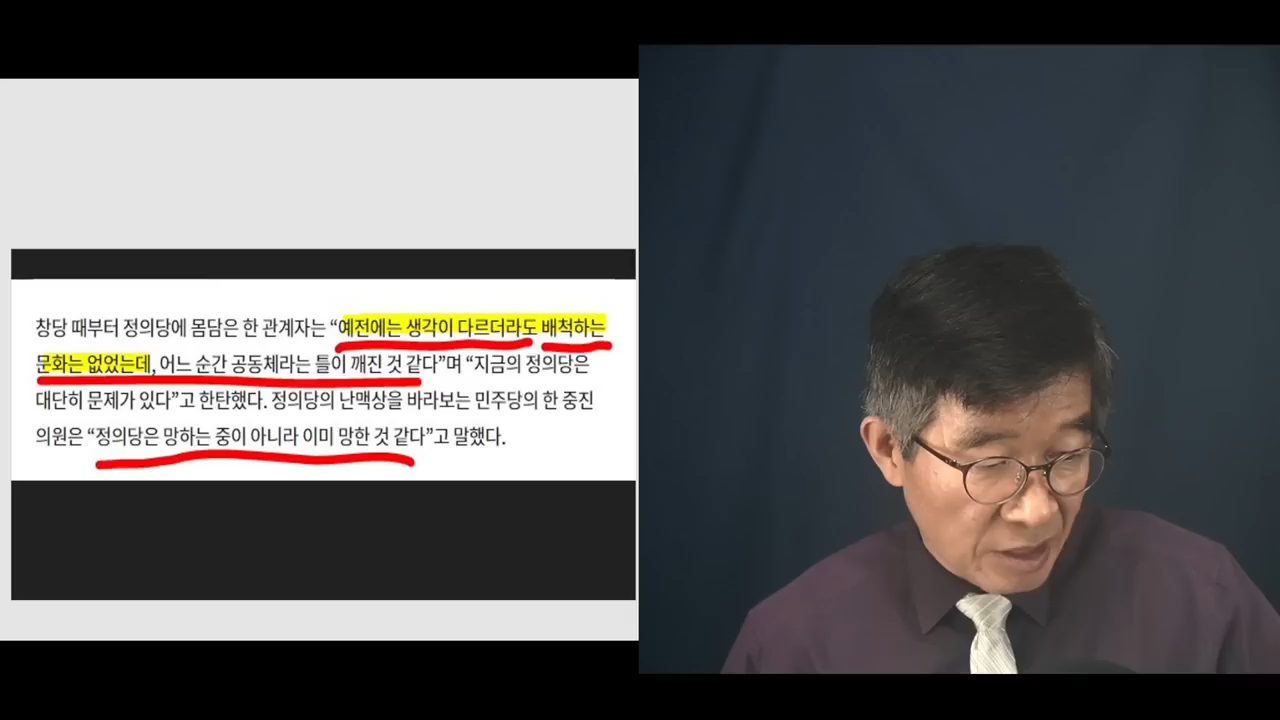 창당 때부터 정의당에 몸담은 한 관계자는 “예전에는 생각이 다르더라도 배척하는
문화는 없었는데, 어느 순간 공동체라는 틀이 깨진 것 같다”며 “지금의 정의당은
대단히 문제가 있다”고 한탄했다. 정의당의 난맥상을 바라보는 민주당의 한 중진
의원은 “정의당은 망하는 중이 아니라 이미 망한 것 같다”고 말했다.